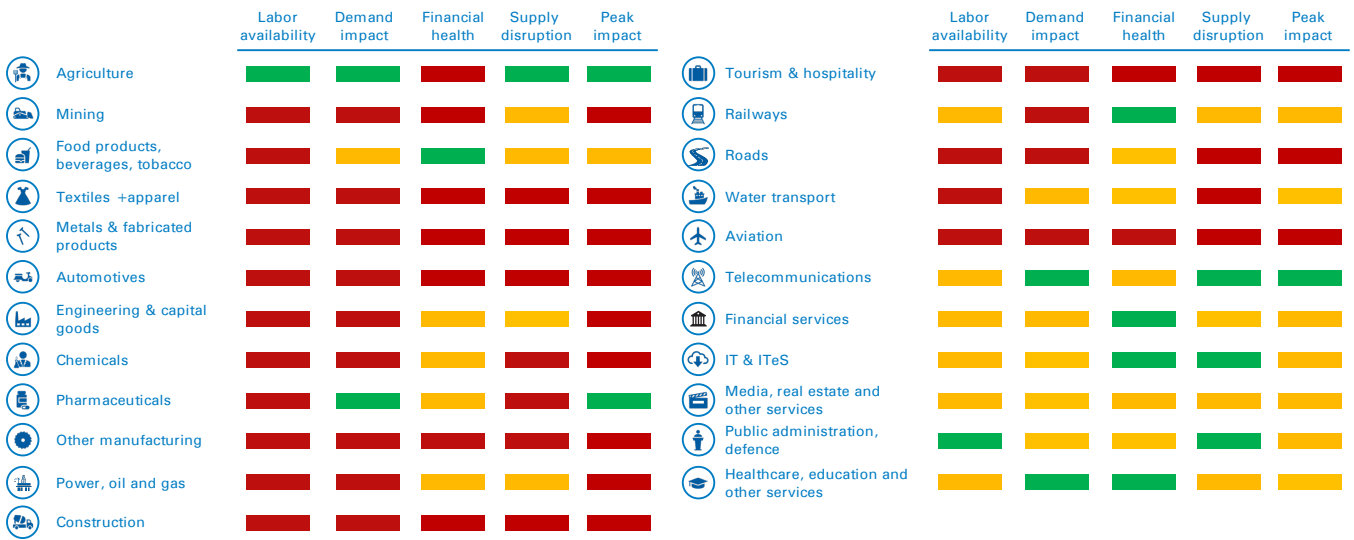 Labor availability
Demand impact
Financial health
Supply disruption
Peak impact
Agriculture
Mining
Food products,
beverages, tobacco
Textiles +apparel
Metals & fabricated
products
Automotives
Engineering & capital
goods
Chemicals
Pharmaceuticals
Other manufacturing
Power, oil and gas
Construction
Labor availability
Demand impact
Financial health
Supply disruption
Peak impact
Tourism & hospitality
Railways
Roads
Water transport
Aviation
Telecommunications
Financial services
IT & ITeS
Media, real estate and
other services
Public administration,
defence
Healthcare, education and
other services